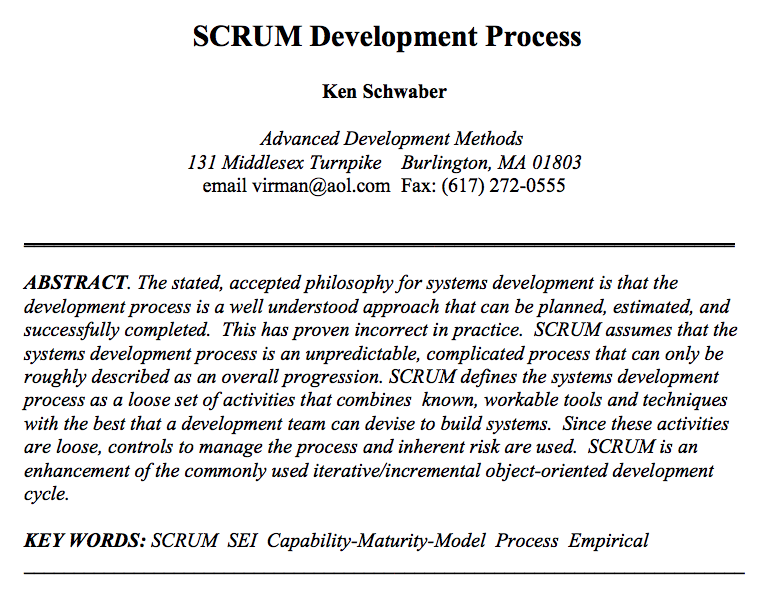 SCRUM Development Process
Ken Schwaber
Advanced Development Methods
131 Middlesex Turnpike Burlington, MA 01803
email virman@aol.com Fax: (617) 272-0555
ABSTRACT. The stated, accepted philosophy for systems development is that the
development process is a well understood approach that can be planned, estimated, and
successfully completed. This has proven incorrect in practice. SCRUM assumes that the
systems development process is an unpredictable, complicated process that can only be
roughly described as an overall progression. SCRUM defines the systems development
process as a loose set of activities that combines known, workable tools and techniques
with the best that a development team can devise to build systems. Since these activities
are loose, controls to manage the process and inherent risk are used. SCRUM is an
enhancement of the commonly used iterative/incremental object-oriented development
cycle.
KEY WORDS: SCRUM SEI Capability-Maturity-Model Process Empirical